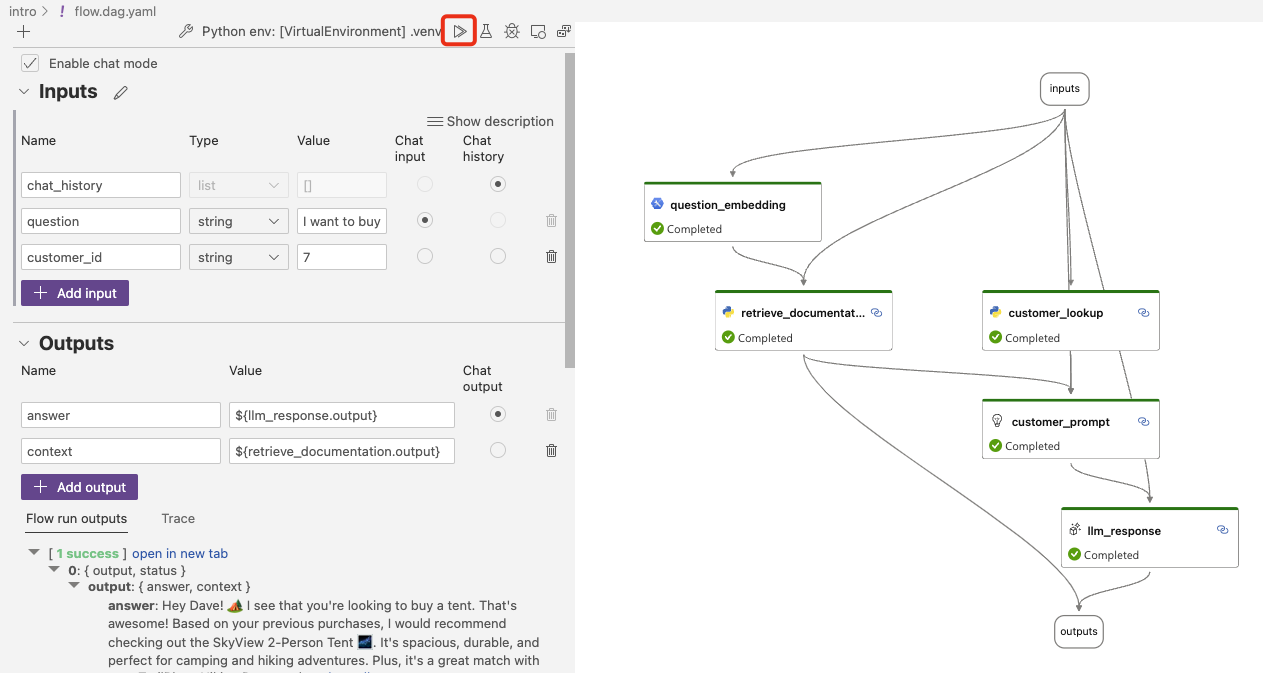 intro > ! flow.dag.yaml
Python env: [VirtualEnvironment] .venv
Enable chat mode
Inputs
Show description
Name Type Value Chat input Chat history
chat_history list []
question string I want to buy
customer_id string 7
Add input
Outputs
Name Value Chat output
answer ${llm_response.output}
context ${retrieve_documentation.output}
Add output
Flow run outputs Trace
[ 1 success ] open in new tab
0: { output, status }
output: { answer, context }
answer: Hey Dave! 🏕️ I see that you're looking to buy a tent. That's
awesome! Based on your previous purchases, I would recommend
checking out the SkyView 2-Person Tent 🌌. It's spacious, durable, and
perfect for camping and hiking adventures. Plus, it's a great match with
inputs
question_embedding
Completed
retrieve_documentat...
Completed
customer_lookup
Completed
customer_prompt
Completed
llm_response
Completed
outputs